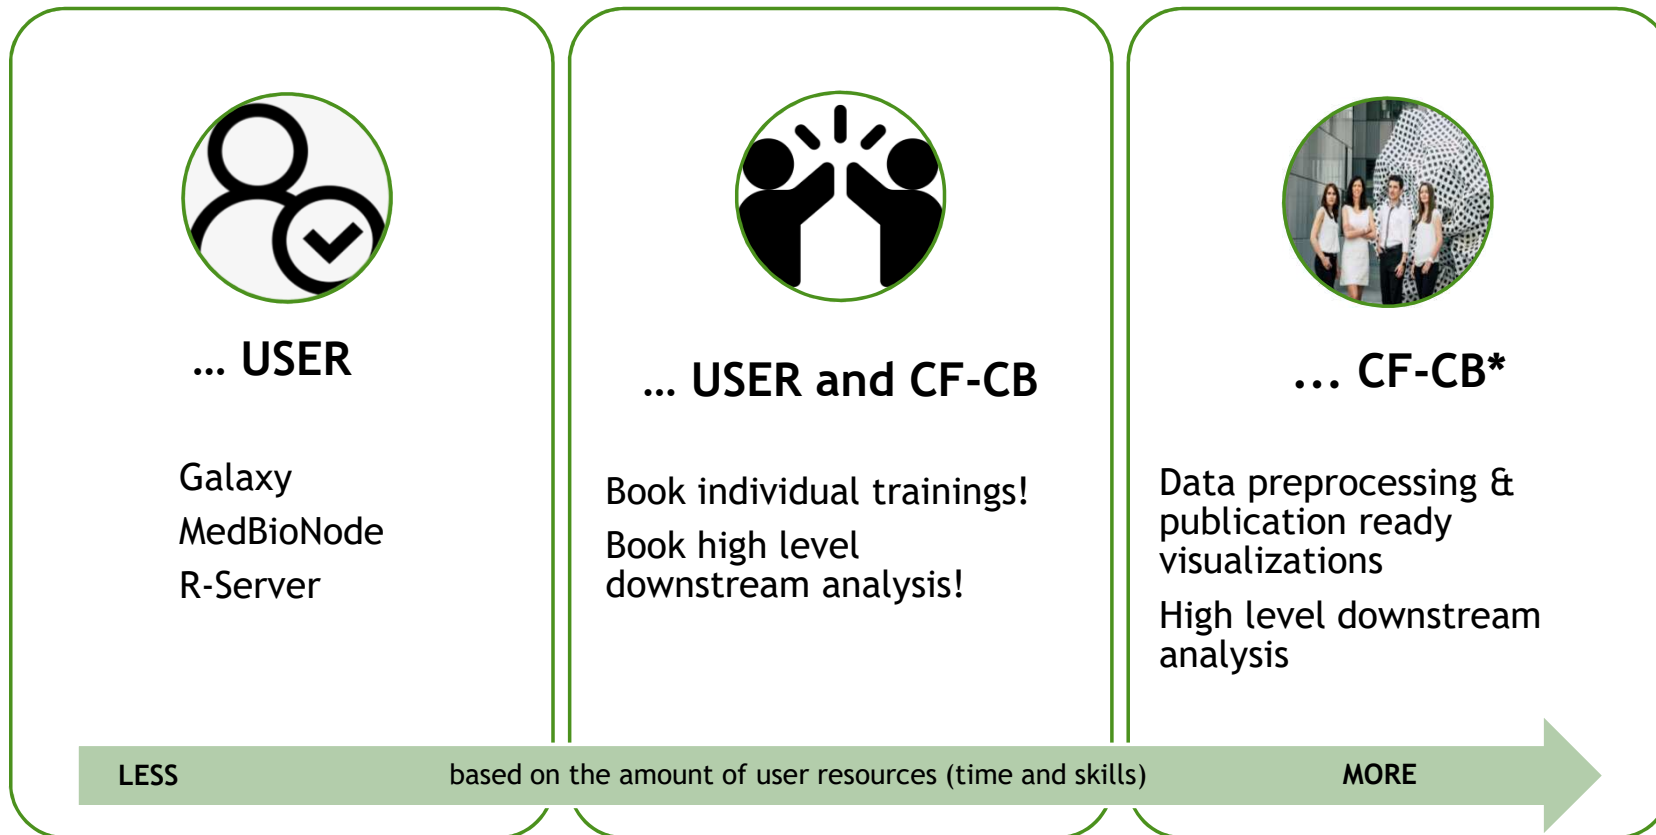 ... USER
Galaxy
MedBioNode
R-Server
... USER and CF-CB
Book individual trainings!
Book high level
downstream analysis!
... CF-CB*
Data preprocessing &
publication ready
visualizations
High level downstream
analysis
LESS
based on the amount of user resources (time and skills)
MORE